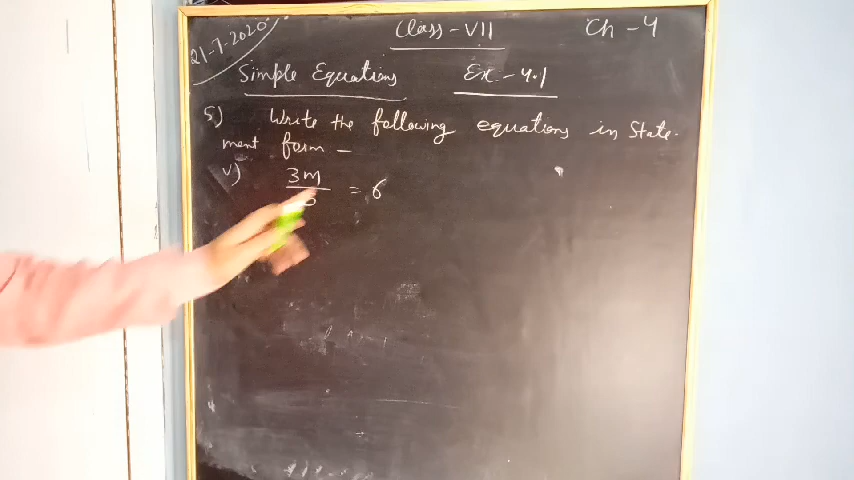 21-7-2020
Class - VII
Ch - 4
Simple Equations
Ex - 4.1
5) Write the following equations in State-
ment form -
v) 3m = 6